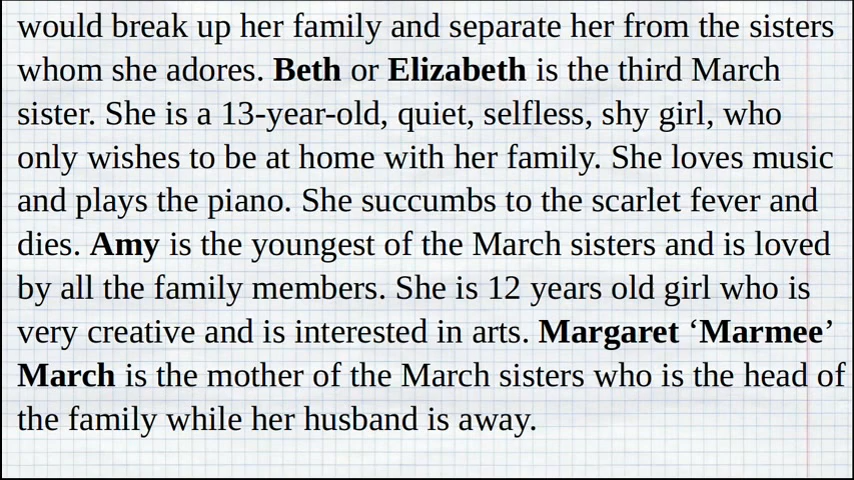 would break up her family and separate her from the sisters
whom she adores. Beth or Elizabeth is the third March
sister. She is a 13-year-old, quiet, selfless, shy girl, who
only wishes to be at home with her family. She loves music
and plays the piano. She succumbs to the scarlet fever and
dies. Amy is the youngest of the March sisters and is loved
by all the family members. She is 12 years old girl who is
very creative and is interested in arts. Margaret ‘Marmee’
March is the mother of the March sisters who is the head of
the family while her husband is away.